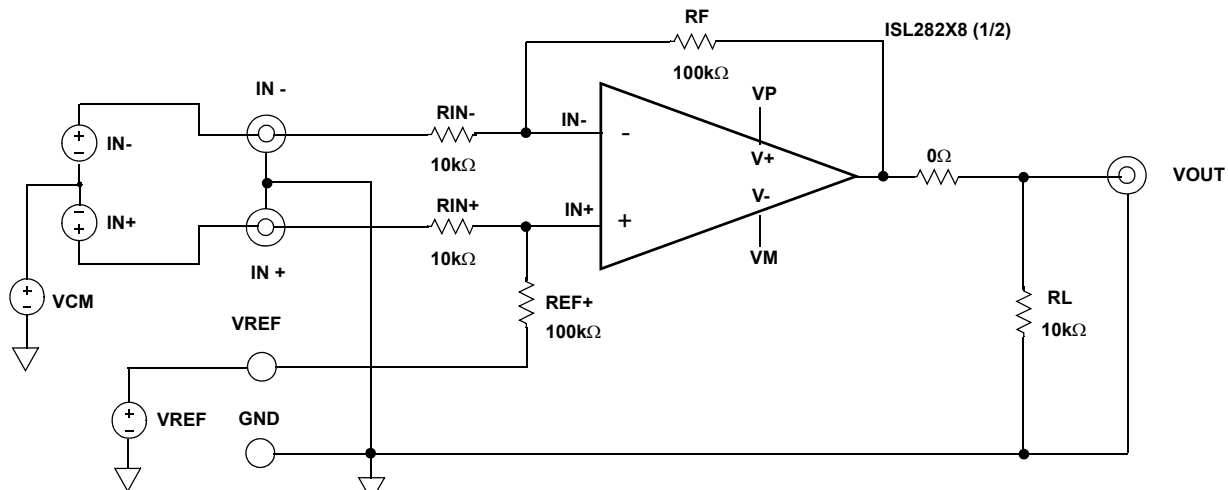 RF
ISL282X8 (1/2)
100kΩ
IN -
VP
RIN-
IN-
-
IN-
V+
0Ω
10kΩ
VOUT
RIN+
IN+
V-
IN+
+
10kΩ
VM
IN +
VCM
REF+
RL
VREF
100kΩ
10kΩ
VREF
GND